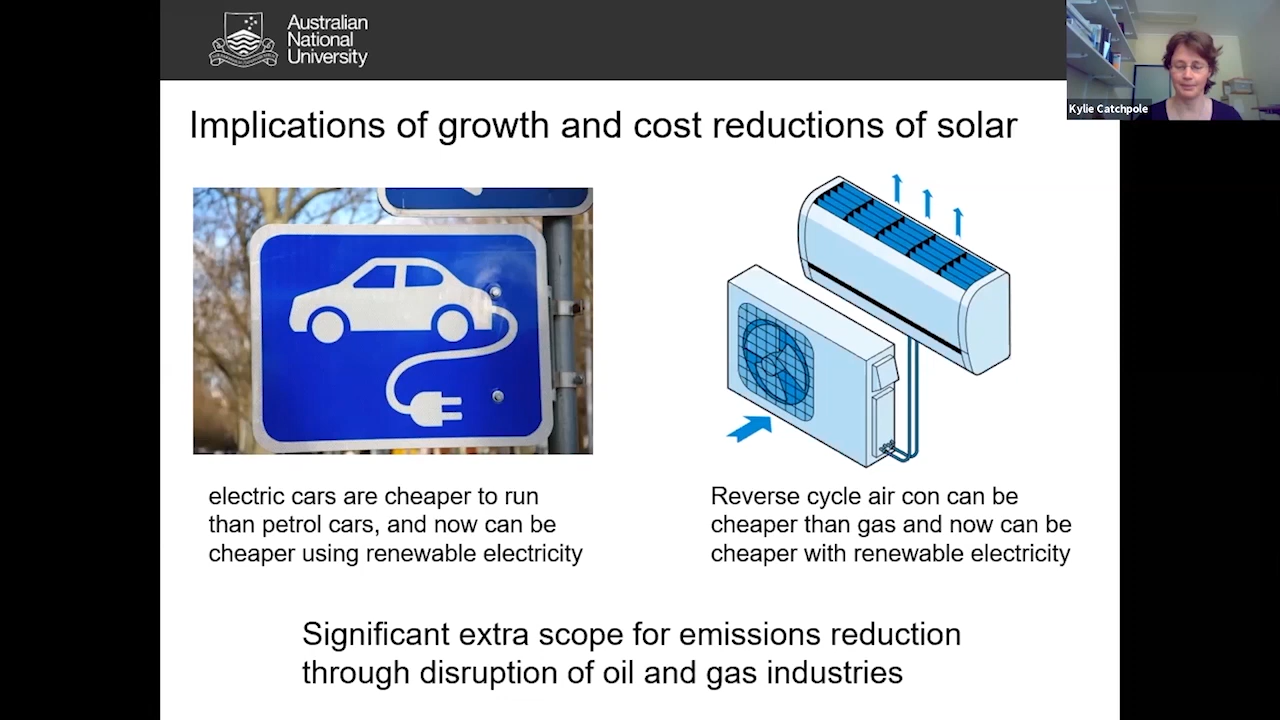 Australian
National
University
Kylie Catchpole
Implications of growth and cost reductions of solar
electric cars are cheaper to run
than petrol cars, and now can be
cheaper using renewable electricity
Reverse cycle air con can be
cheaper than gas and now can be
cheaper with renewable electricity
Significant extra scope for emissions reduction
through disruption of oil and gas industries